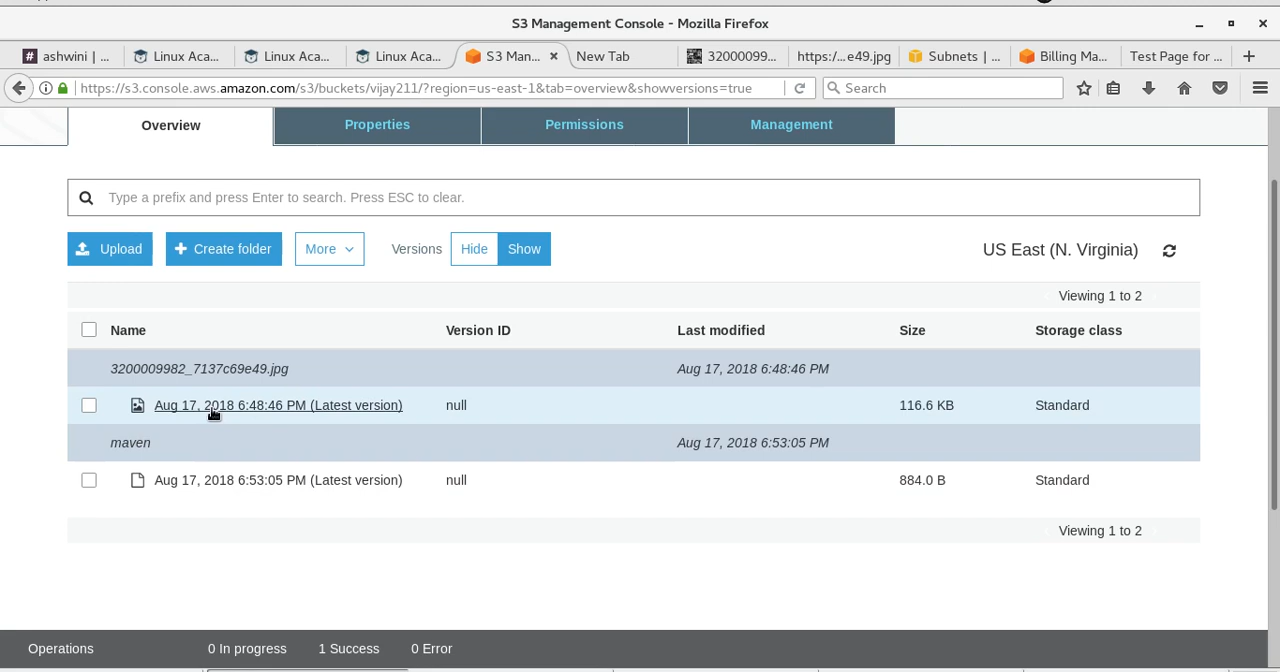 S3 Management Console - Mozilla Firefox
# ashwini | ... Linux Aca... Linux Aca... Linux Aca... S3 Man... × New Tab 32000099... https:/...e49.jpg Subnets | ... Billing Ma... Test Page for ... +
https://s3.console.aws.amazon.com/s3/buckets/vijay211/?region=us-east-1&tab=overview&showversions=true Search
Overview Properties Permissions Management
Type a prefix and press Enter to search. Press ESC to clear.
Upload + Create folder More Versions Hide Show US East (N. Virginia)
Viewing 1 to 2
Name Version ID Last modified Size Storage class
3200009982_7137c69e49.jpg Aug 17, 2018 6:48:46 PM
Aug 17, 2018 6:48:46 PM (Latest version) null 116.6 KB Standard
maven Aug 17, 2018 6:53:05 PM
Aug 17, 2018 6:53:05 PM (Latest version) null 884.0 B Standard
Viewing 1 to 2
Operations 0 In progress 1 Success 0 Error